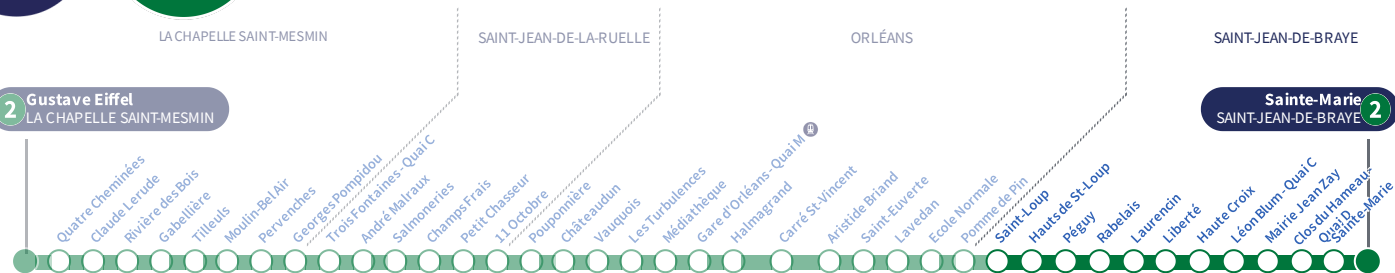 LA CHAPELLE SAINT-MESMIN
SAINT-JEAN-DE-LA-RUELLE
ORLÉANS
SAINT-JEAN-DE-BRAYE
2
Gustave Eiffel
LA CHAPELLE SAINT-MESMIN
Sainte-Marie
SAINT-JEAN-DE-BRAYE
2
Quatre Cheminées
Claude Lerude
Rivière des Bois
Gabellière
Tilleuls
Moulin-Bel Air
Pervenches
Georges Pompidou
Trois Fontaines - Quai C
André Malraux
Salmoneries
Champs Frais
Petit Chasseur
11 Octobre
Pouponnière
Châteaudun
Vauquois
Les Turbulences
Médiathèque
Gare d'Orléans - Quai M
Halmagrand
Carré St-Vincent
Aristide Briand
Saint-Euverte
Lavedan
Ecole Normale
Pomme de Pin
Saint-Loup
Hauts de St-Loup
Péguy
Rabelais
Laurencin
Liberté
Haute Croix
Léon Blum - Quai C
Mairie Jean Zay
Clos du Hameau -
Quai D
Sainte-Marie